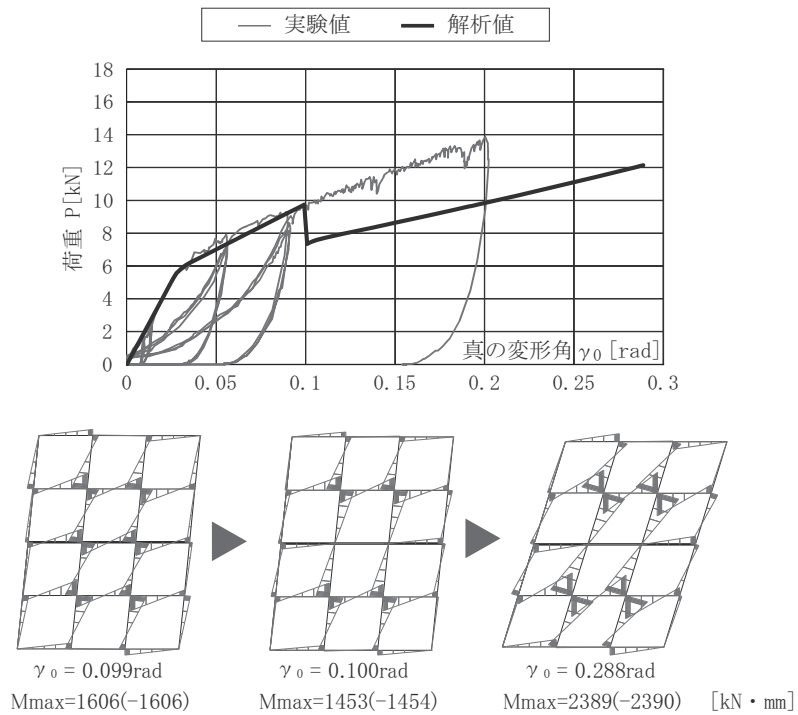 実験値 解析値
18
16
14
12
10
8
6
4
2
0
荷重 P[kN]
真の変形角 γ₀ [rad]
0 0.05 0.1 0.15 0.2 0.25 0.3
γ₀ = 0.099rad γ₀ = 0.100rad γ₀ = 0.288rad
Mmax=1606(-1606) Mmax=1453(-1454) Mmax=2389(-2390) [kN・mm]